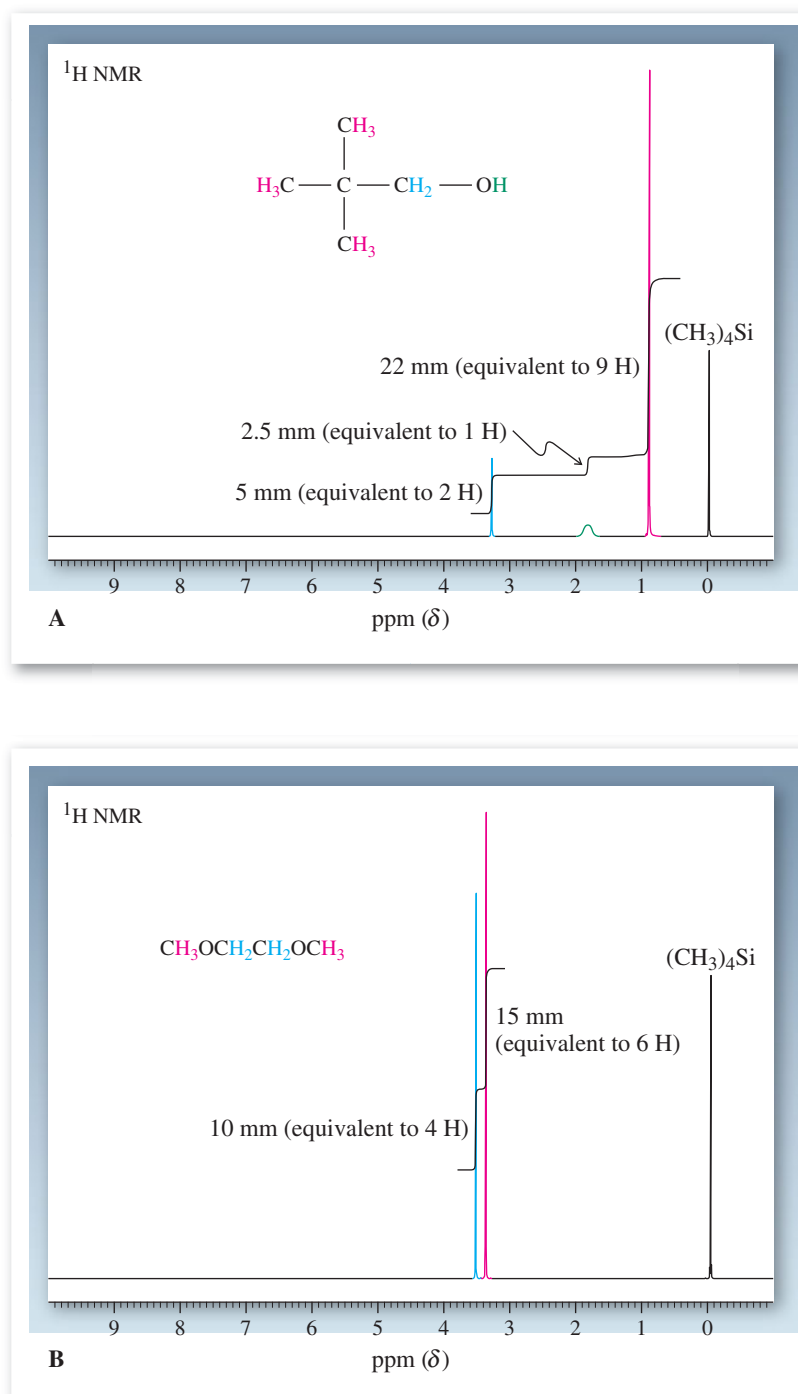 ¹H NMR
CH₃
H₃C — C — CH₂ — OH
CH₃
(CH₃)₄Si
22 mm (equivalent to 9 H)
2.5 mm (equivalent to 1 H)
5 mm (equivalent to 2 H)
9 8 7 6 5 4 3 2 1 0
A ppm (δ)
¹H NMR
CH₃OCH₂CH₂OCH₃
(CH₃)₄Si
15 mm
(equivalent to 6 H)
10 mm (equivalent to 4 H)
9 8 7 6 5 4 3 2 1 0
B ppm (δ)